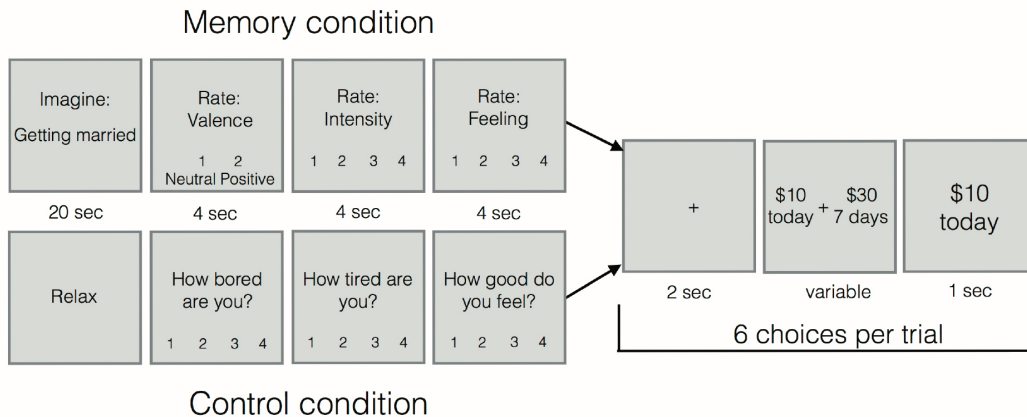 Memory condition
Imagine:
Getting married
Rate:
Valence
1 2
Neutral Positive
Rate:
Intensity
1 2 3 4
Rate:
Feeling
1 2 3 4
20 sec
4 sec
4 sec
4 sec
Relax
How bored
are you?
1 2 3 4
How tired are
you?
1 2 3 4
How good do
you feel?
1 2 3 4
Control condition
+
$10
today
+
$30
7 days
$10
today
2 sec
variable
1 sec
6 choices per trial